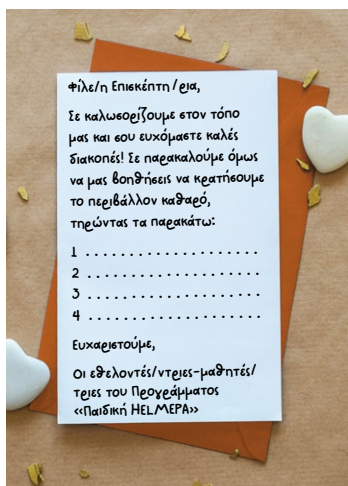 Φίλε/η Επισκέπτη/ρια,
Σε καλωσορίζουμε στον τόπο
μας και σου ευχόμαστε καλές
διακοπές! Σε παρακαλούμε όμως
να μας βοηθήσεις να κρατήσουμε
το περιβάλλον καθαρό,
τηρώντας τα παρακάτω:
1 . . . . . . . . . . . . . . . . . . . .
2 . . . . . . . . . . . . . . . . . . . .
3 . . . . . . . . . . . . . . . . . . . .
4 . . . . . . . . . . . . . . . . . . . .
Ευχαριστούμε,
Οι εθελοντές/ντριες-μαθητές/
τριες του Προγράμματος
<<Παιδική HELMEPA>>